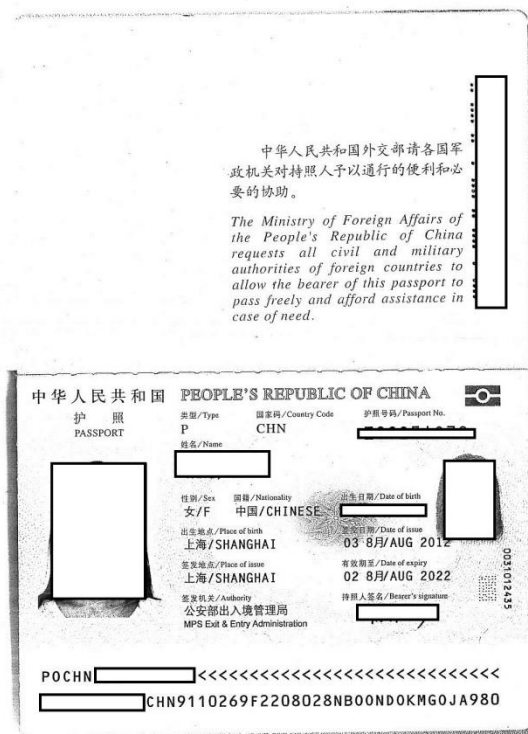 中华人民共和国外交部请各国军
政机关对持照人予以通行的便利和必
要的协助。
The Ministry of Foreign Affairs of
the People's Republic of China
requests all civil and military
authorities of foreign countries to
allow the bearer of this passport to
pass freely and afford assistance in
case of need.
中华人民共和国 PEOPLE'S REPUBLIC OF CHINA
护 照
PASSPORT
类型/Type 国家码/Country Code 护照号码/Passport No.
P CHN
姓名/Name
性别/Sex 国籍/Nationality 出生日期/Date of birth
女/F 中国/CHINESE
出生地点/Place of birth 签发日期/Date of issue
上海/SHANGHAI 03 8月/AUG 2012
签发地点/Place of issue 有效期至/Date of expiry
上海/SHANGHAI 02 8月/AUG 2022
签发机关/Authority 持照人签名/Bearer's signature
公安部出入境管理局
MPS Exit & Entry Administration
0031012435
POCHN<<<<<<<<<<<<<<<<<<<<<<<<<<<<<
CHN9110269F2208028NBOONDOKMGOJA980